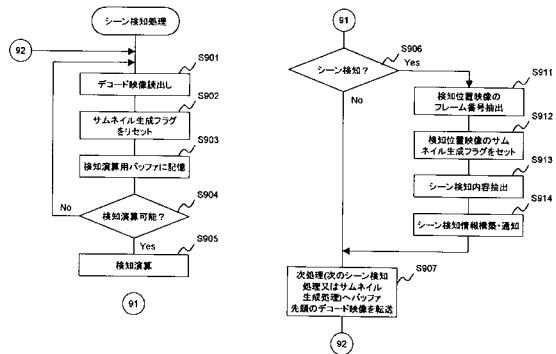 シーン検知処理
92
S901
デコード映像読出し
S902
サムネイル生成フラグ
をリセット
S903
検知演算用バッファに記憶
S904
検知演算可能？
No
Yes
S905
検知演算
91
91
S906
シーン検知？
Yes
No
S911
検知位置映像の
フレーム番号抽出
S912
検知位置映像のサム
ネイル生成フラグをセット
S913
シーン検知内容抽出
S914
シーン検知情報構築・通知
S907
次処理(次のシーン検知
処理又はサムネイル
生成処理)へバッファ
先頭のデコード映像を転送
92